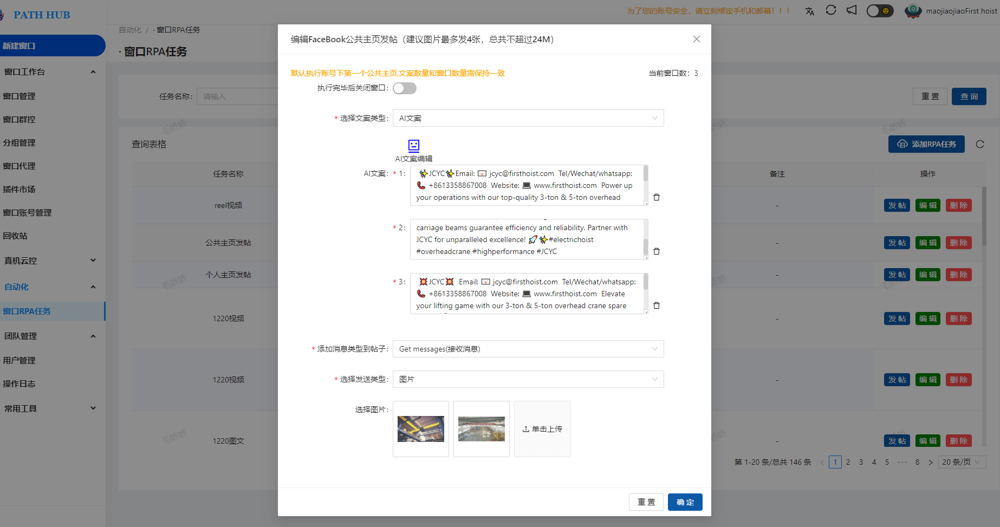 PATH HUB
为了您的账号安全，请立刻绑定手机和邮箱！！！
maojiaojiaoFirst hoist
新建窗口
窗口工作台
窗口管理
窗口群控
分组管理
窗口代理
插件市场
窗口账号管理
回收站
真机云控
自动化
窗口RPA任务
团队管理
用户管理
操作日志
常用工具
自动化 / · 窗口RPA任务
· 窗口RPA任务
任务名称: 请输入
重 置 查 询
查询表格
添加RPA任务
任务名称 备注 操作
reel视频 - 发 帖 编 辑 删 除
公共主页发帖 - 发 帖 编 辑 删 除
个人主页发帖 - 发 帖 编 辑 删 除
1220视频 - 发 帖 编 辑 删 除
1220视频 - 发 帖 编 辑 删 除
1220图文 - 发 帖 编 辑 删 除
第 1-20 条/总共 146 条 < 1 2 3 4 5 ••• 8 > 20 条/页
毛娇娇
毛娇娇
毛娇娇
毛娇娇
编辑FaceBook公共主页发帖（建议图片最多发4张，总共不超过24M）
默认执行账号下第一个公共主页,文案数量和窗口数量需保持一致
当前窗口数：3
执行完毕后关闭窗口:
* 选择文案类型: AI文案
AI文案编辑
AI文案: * 1:
✨JCYC✨Email: 📧 jcyc@firsthoist.com Tel/Wechat/whatsapp:
📞 +8613358867008 Website: 💻 www.firsthoist.com Power up
your operations with our top-quality 3-ton & 5-ton overhead
* 2:
carriage beams guarantee efficiency and reliability. Partner with
JCYC for unparalleled excellence! 🚀✨#electrichoist
#overheadcrane #highperformance #JCYC
* 3:
💥JCYC💥 Email: 📧 jcyc@firsthoist.com Tel/Wechat/whatsapp:
📞 +8613358867008 Website: 💻 www.firsthoist.com Elevate
your lifting game with our 3-ton & 5-ton overhead crane spare
* 添加消息类型到帖子: Get messages(接收消息)
* 选择发送类型: 图片
选择图片:
单击上传
重 置 确 定